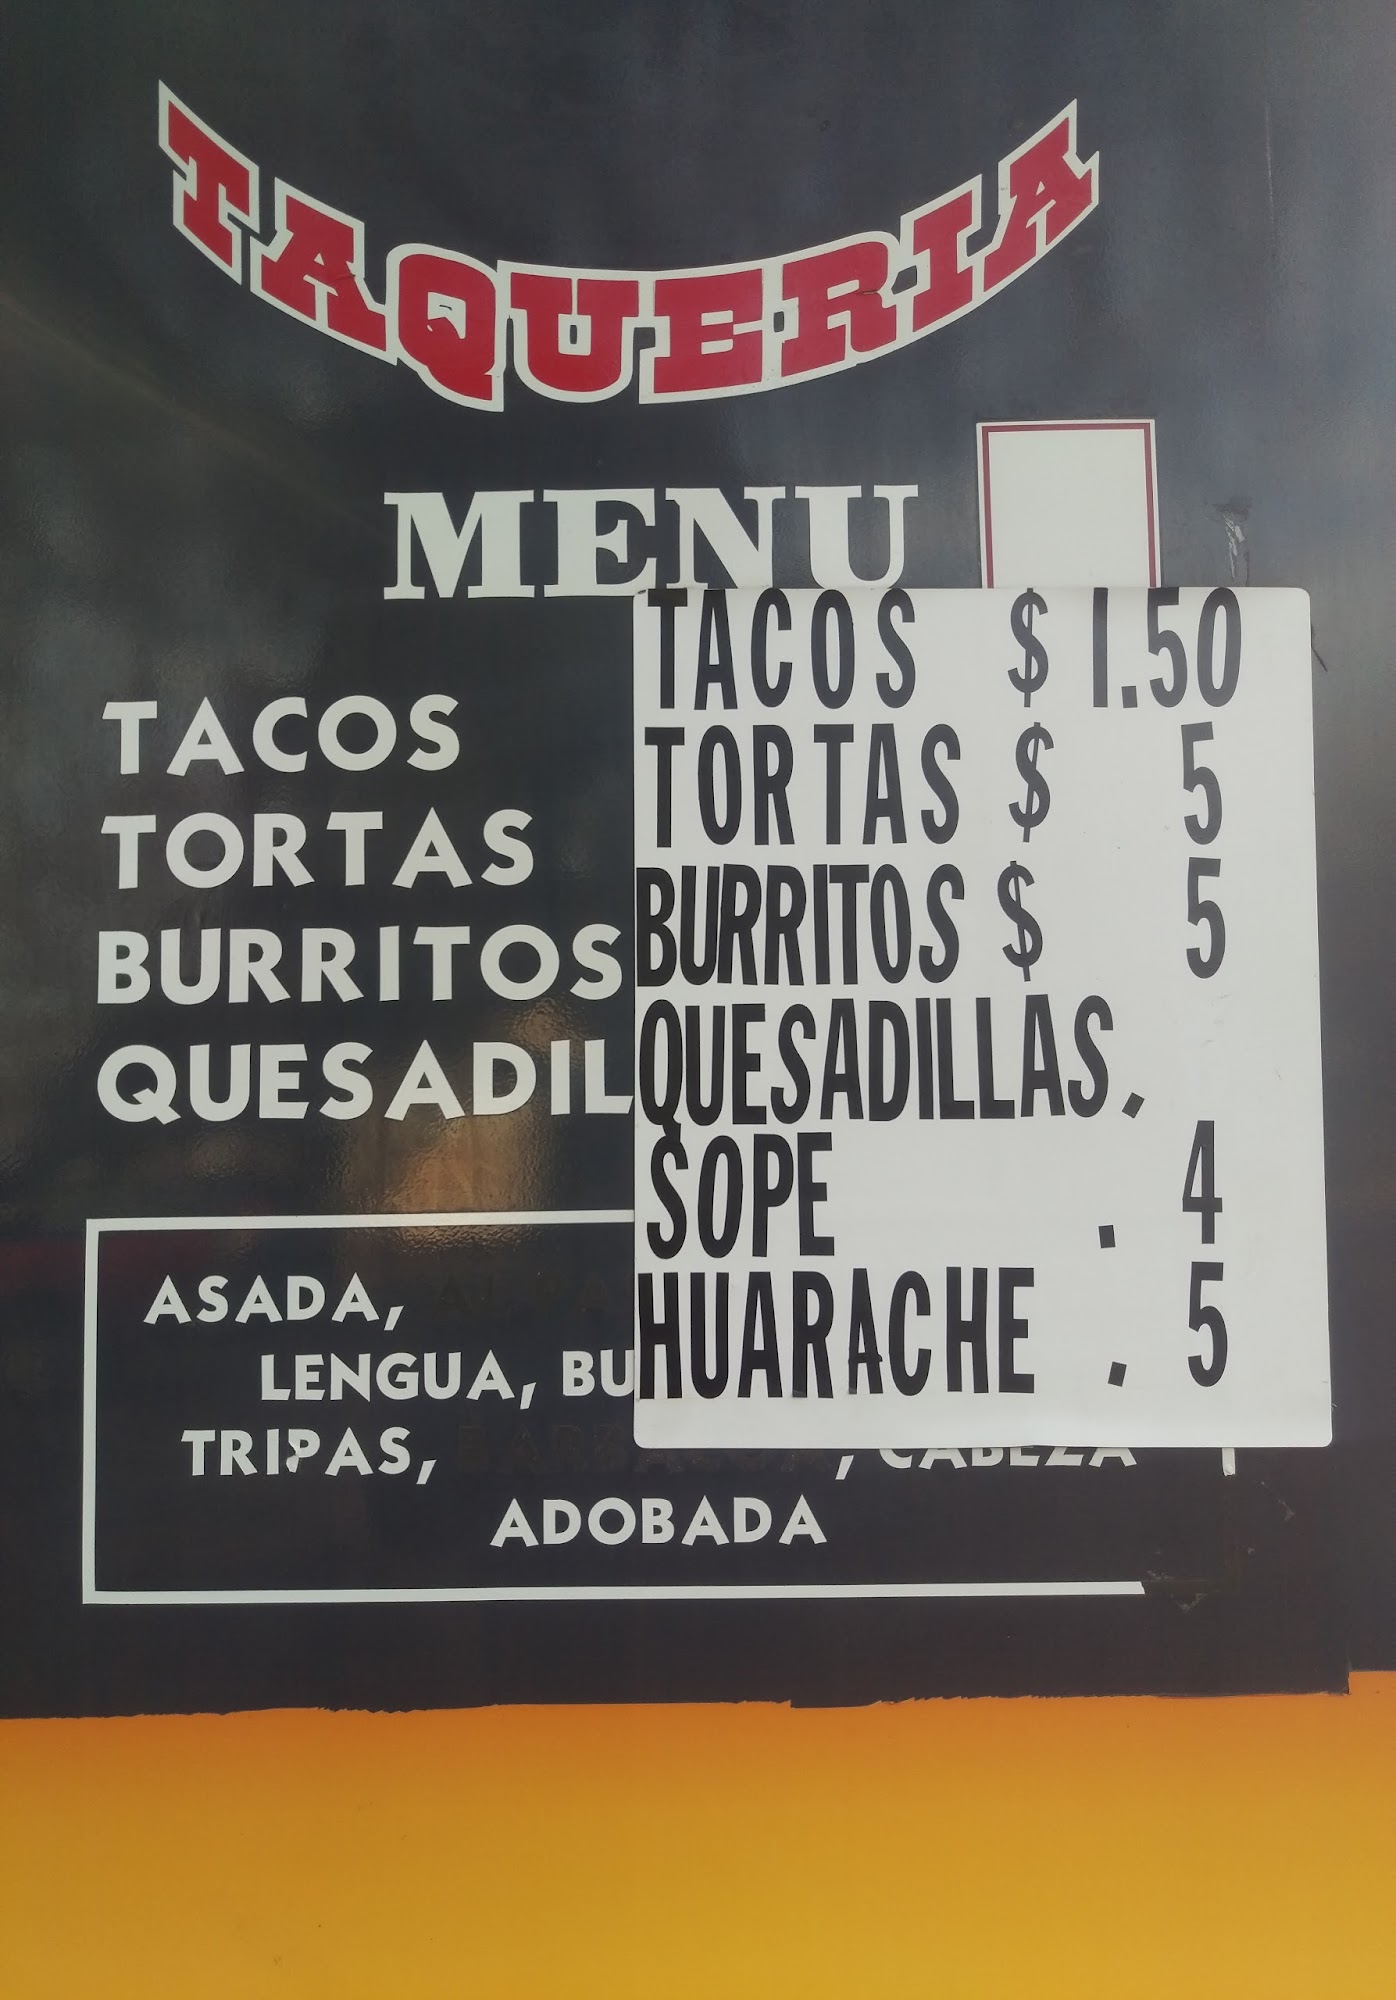 TAQUERIA
MENU
TACOS
TORTAS
BURRITOS
QUESADIL
TACOS $ 1.50
TORTAS $ 5
BURRITOS $ 5
QUESADILLAS.
SOPE . 4
HUARACHE . 5
ASADA,
LENGUA, BU
TRIPAS, , CABEZA
ADOBADA